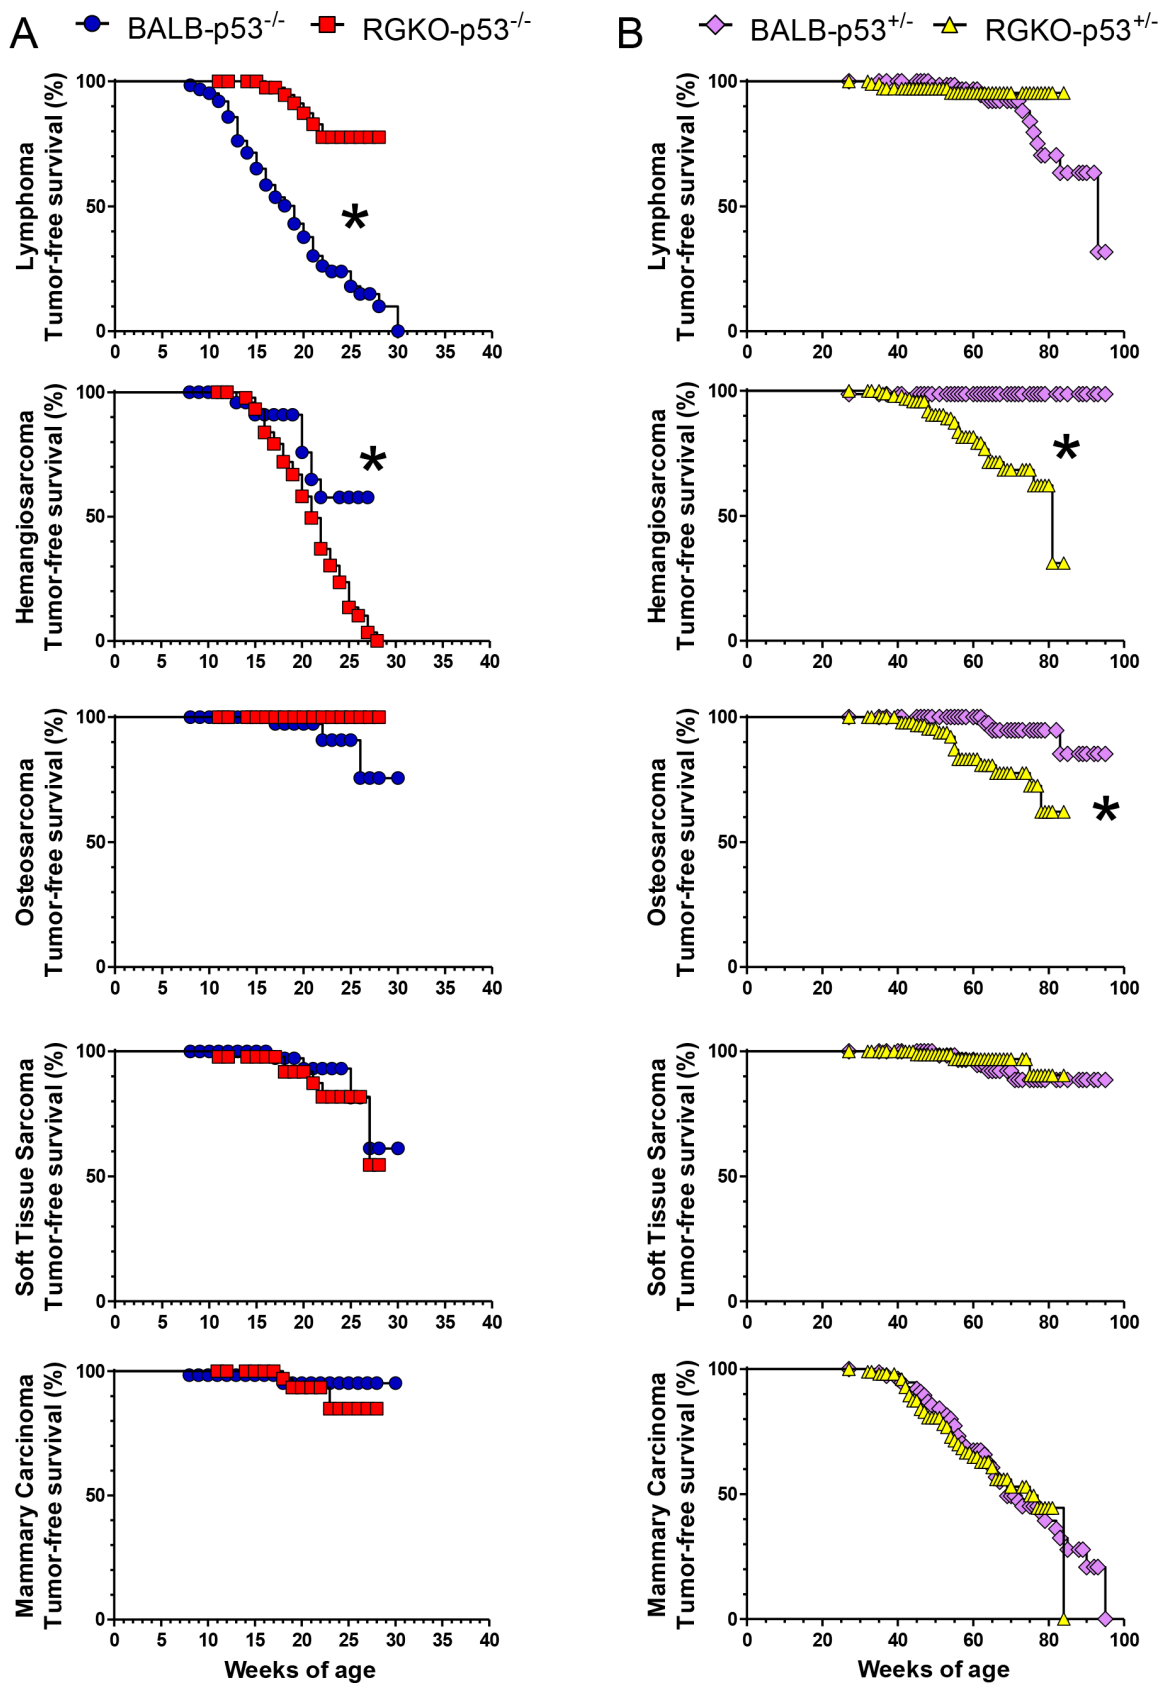 A BALB-p53-/- RGKO-p53-/-
B BALB-p53+/- RGKO-p53+/-
Lymphoma
Tumor-free survival (%)
100
50
0
*
0 5 10 15 20 25 30 35 40
Lymphoma
Tumor-free survival (%)
100
50
0
0 20 40 60 80 100
Hemangiosarcoma
Tumor-free survival (%)
100
50
0
*
0 5 10 15 20 25 30 35 40
Hemangiosarcoma
Tumor-free survival (%)
100
50
0
*
0 20 40 60 80 100
Osteosarcoma
Tumor-free survival (%)
100
50
0
0 5 10 15 20 25 30 35 40
Osteosarcoma
Tumor-free survival (%)
100
50
0
*
0 20 40 60 80 100
Soft Tissue Sarcoma
Tumor-free survival (%)
100
50
0
0 5 10 15 20 25 30 35 40
Soft Tissue Sarcoma
Tumor-free survival (%)
100
50
0
0 20 40 60 80 100
Mammary Carcinoma
Tumor-free survival (%)
100
50
0
0 5 10 15 20 25 30 35 40
Weeks of age
Mammary Carcinoma
Tumor-free survival (%)
100
50
0
0 20 40 60 80 100
Weeks of age